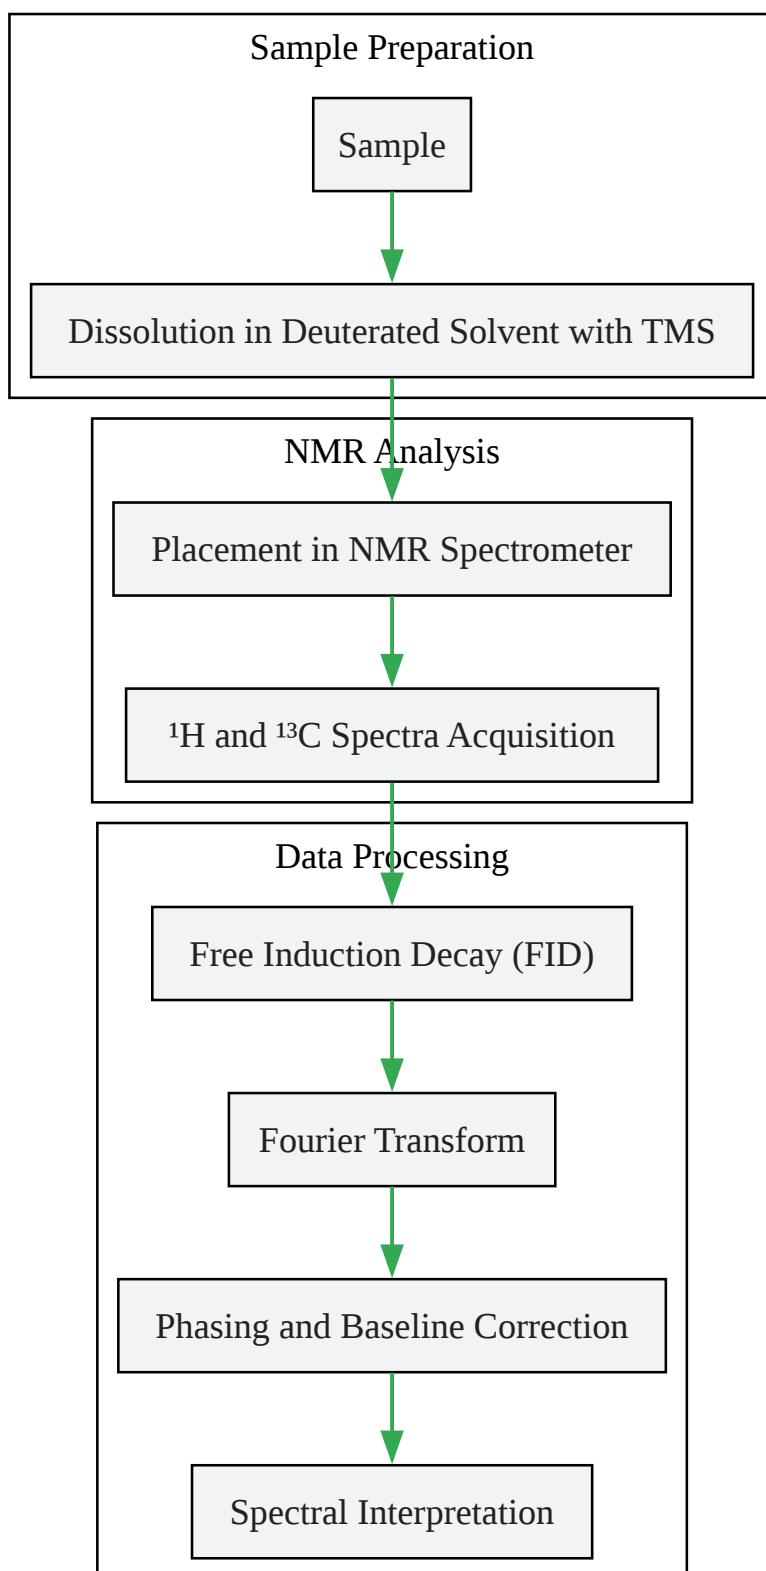 Sample Preparation
Sample
Dissolution in Deuterated Solvent with TMS
NMR Analysis
Placement in NMR Spectrometer
¹H and ¹³C Spectra Acquisition
Data Processing
Free Induction Decay (FID)
Fourier Transform
Phasing and Baseline Correction
Spectral Interpretation